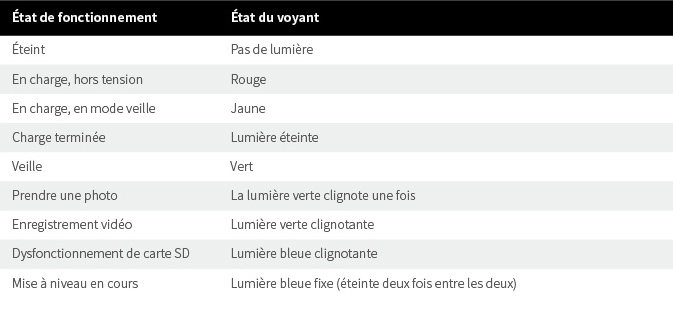 État de fonctionnement État du voyant
Éteint Pas de lumière
En charge, hors tension Rouge
En charge, en mode veille Jaune
Charge terminée Lumière éteinte
Veille Vert
Prendre une photo La lumière verte clignote une fois
Enregistrement vidéo Lumière verte clignotante
Dysfonctionnement de carte SD Lumière bleue clignotante
Mise à niveau en cours Lumière bleue fixe (éteinte deux fois entre les deux)